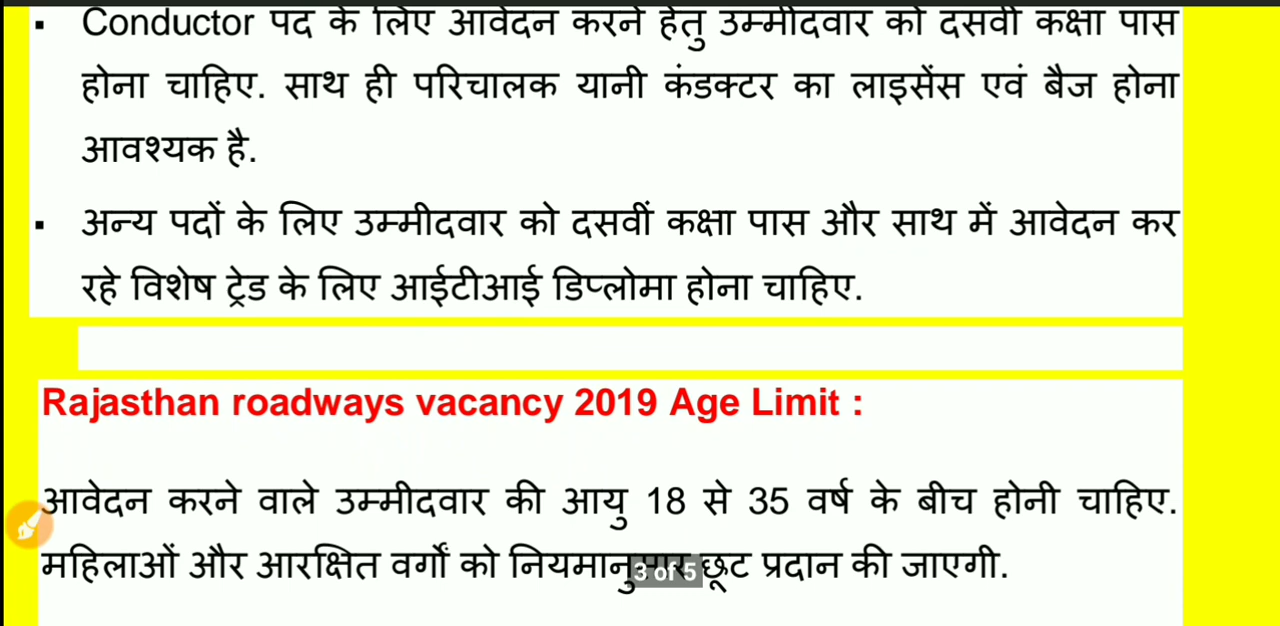 ▪ Conductor पद के लिए आवेदन करने हेतु उम्मीदवार को दसवीं कक्षा पास
होना चाहिए. साथ ही परिचालक यानी कंडक्टर का लाइसेंस एवं बैज होना
आवश्यक है.
▪ अन्य पदों के लिए उम्मीदवार को दसवीं कक्षा पास और साथ में आवेदन कर
रहे विशेष ट्रेड के लिए आईटीआई डिप्लोमा होना चाहिए.
Rajasthan roadways vacancy 2019 Age Limit :
आवेदन करने वाले उम्मीदवार की आयु 18 से 35 वर्ष के बीच होनी चाहिए.
महिलाओं और आरक्षित वर्गों को नियमानुसार छूट प्रदान की जाएगी.
3 of 5